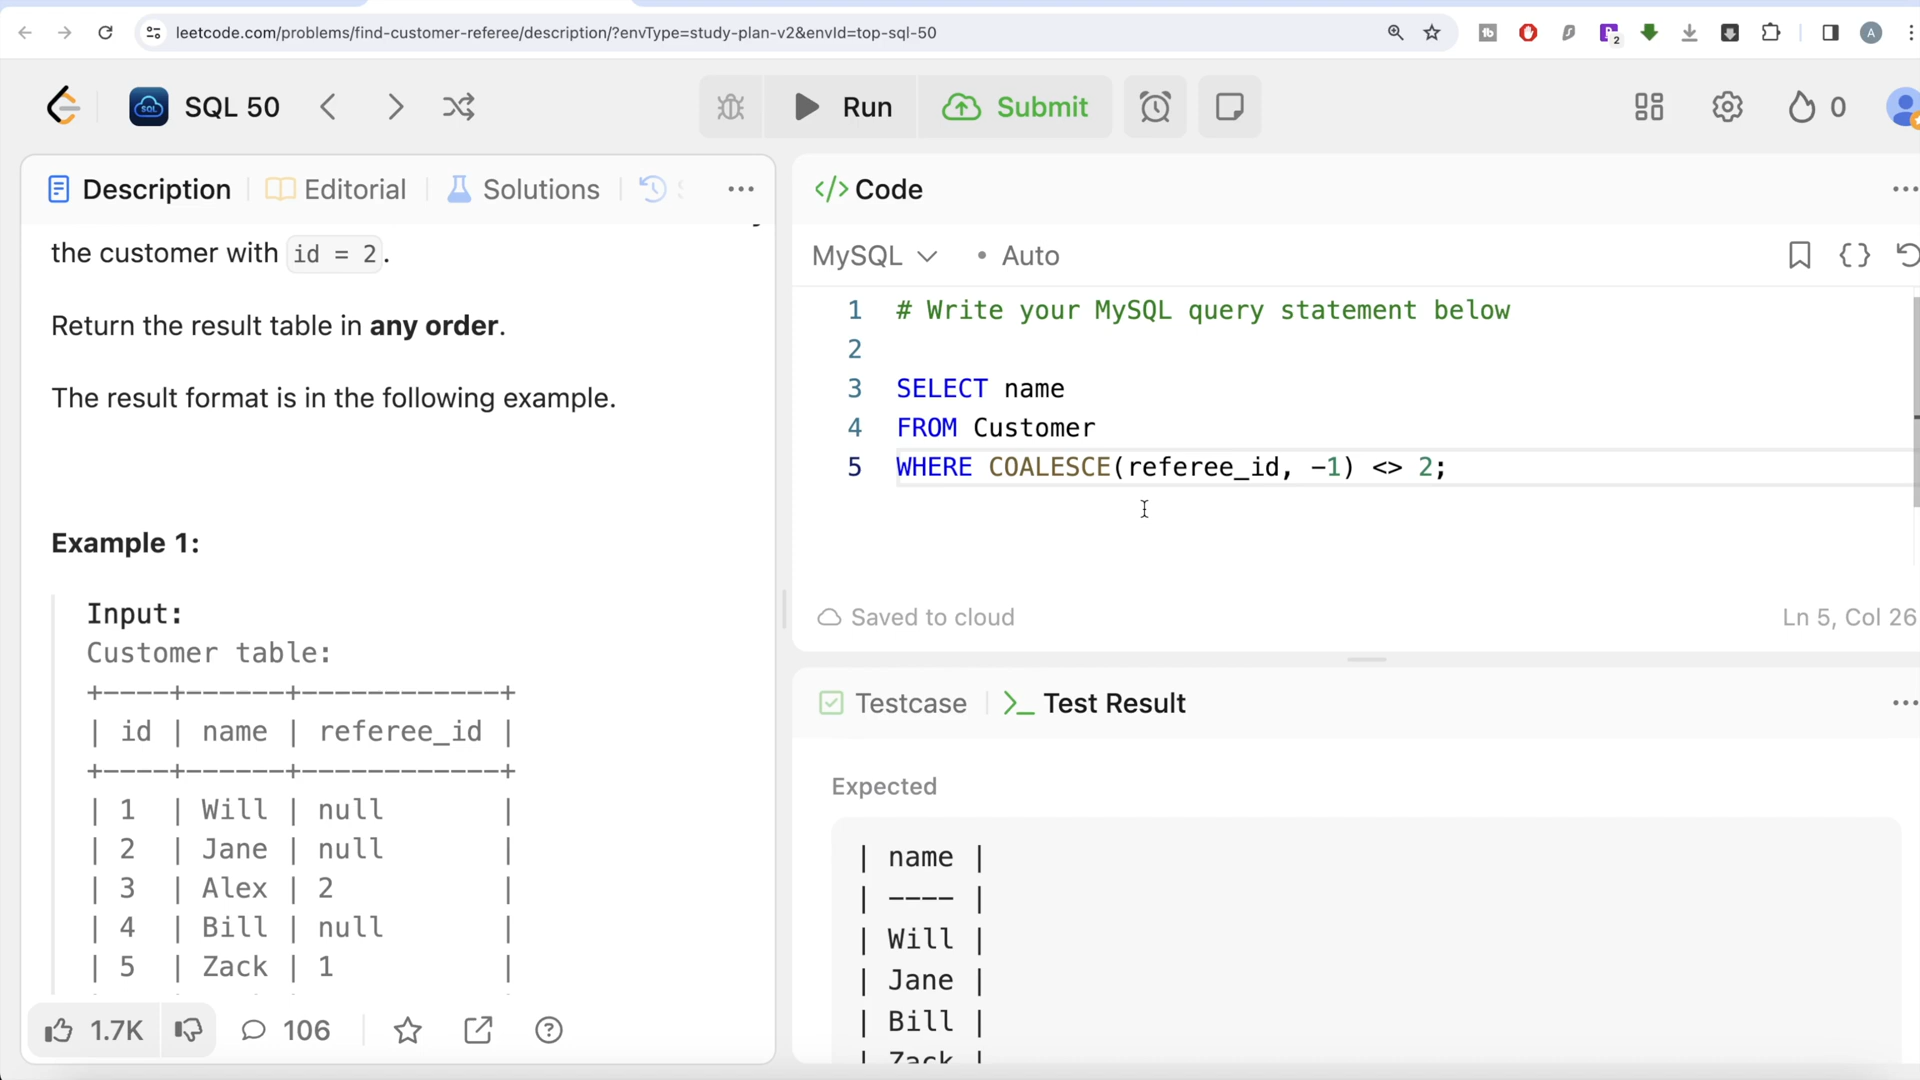 leetcode.com/problems/find-customer-referee/description/?envType=study-plan-v2&envId=top-sql-50
tb
2
A
SQL
SQL 50
Run
Submit
0
Description
Editorial
Solutions
the customer with id = 2.
Return the result table in any order.
The result format is in the following example.
Example 1:
Input:
Customer table:
+----+------+------------+
| id | name | referee_id |
+----+------+------------+
| 1 | Will | null |
| 2 | Jane | null |
| 3 | Alex | 2 |
| 4 | Bill | null |
| 5 | Zack | 1 |
1.7K
106
</> Code
MySQL
• Auto
{}
1 # Write your MySQL query statement below
2
3 SELECT name
4 FROM Customer
5 WHERE COALESCE(referee_id, -1) <> 2;
Saved to cloud
Ln 5, Col 26
Testcase
>_ Test Result
Expected
| name |
| ---- |
| Will |
| Jane |
| Bill |
| Zack |